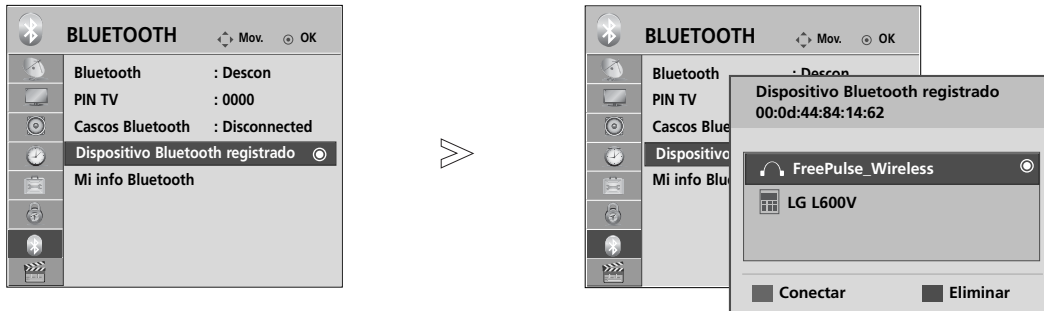 BLUETOOTH Mov. OK
Bluetooth : Descon
PIN TV : 0000
Cascos Bluetooth : Disconnected
Dispositivo Bluetooth registrado
Mi info Bluetooth
BLUETOOTH Mov. OK
Bluetooth : Descon
PIN TV
Cascos Blue
Dispositivo
Mi info Blu
Dispositivo Bluetooth registrado
00:0d:44:84:14:62
FreePulse_Wireless
LG L600V
Conectar Eliminar